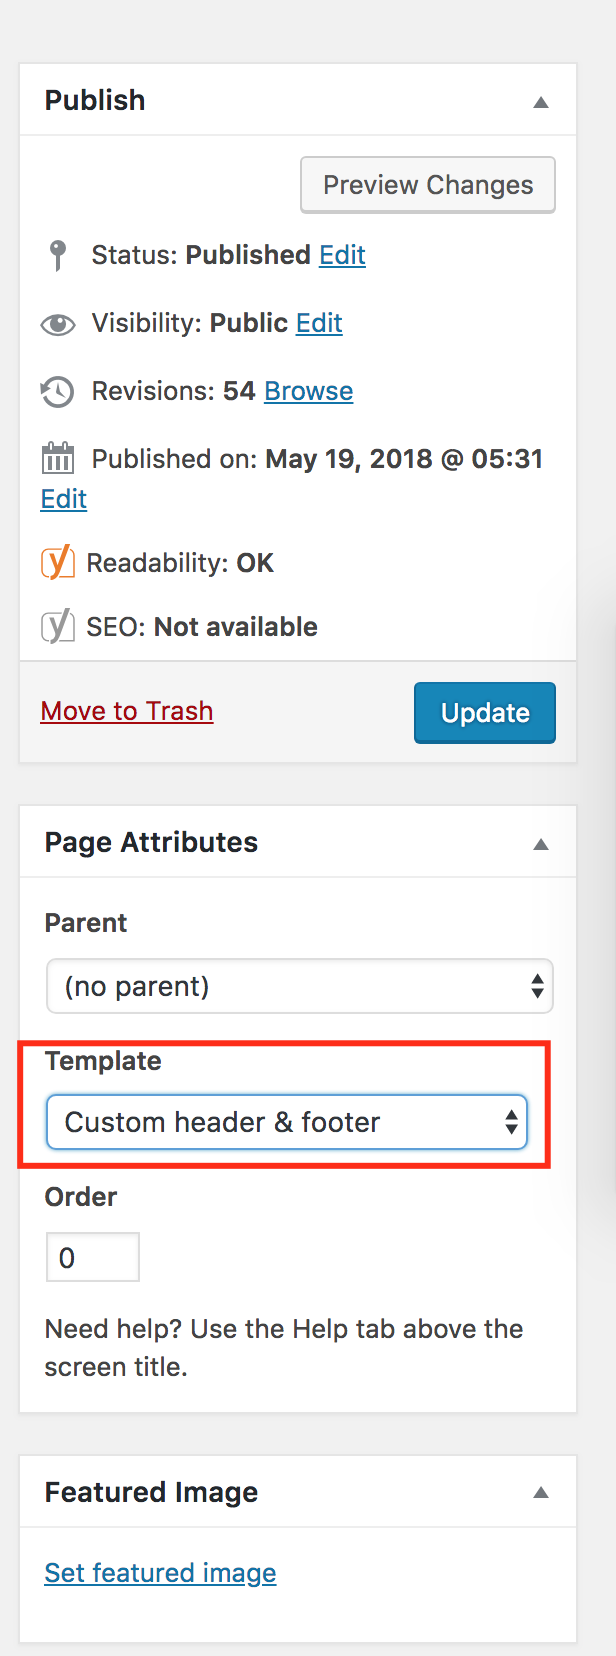 Publish
Preview Changes
Status: Published Edit
Visibility: Public Edit
Revisions: 54 Browse
Published on: May 19, 2018 @ 05:31
Edit
Readability: OK
SEO: Not available
Move to Trash
Update
Page Attributes
Parent
(no parent)
Template
Custom header & footer
Order
0
Need help? Use the Help tab above the
screen title.
Featured Image
Set featured image